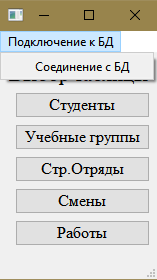 Подключение к БД
Соединение с БД
Студенты
Учебные группы
Стр.Отряды
Смены
Работы